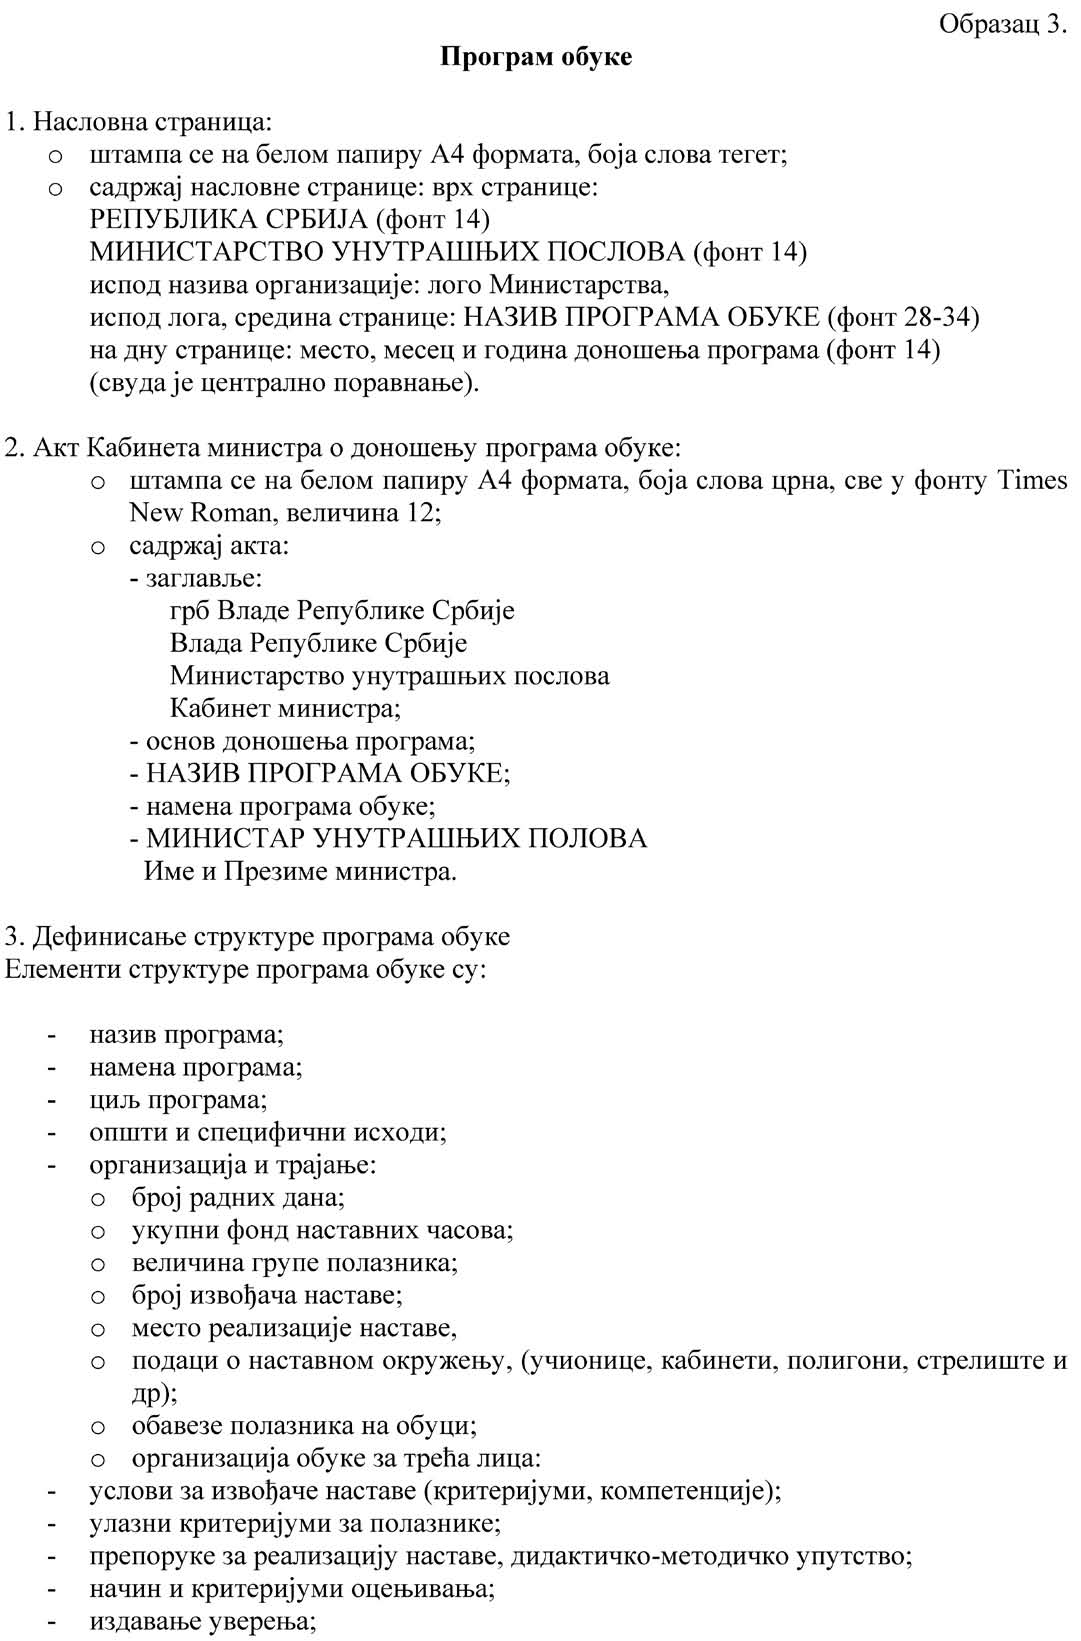 Образац 3.
Програм обуке
1. Насловна страница:
o штампа се на белом папиру А4 формата, боја слова тегет;
o садржај насловне странице: врх странице:
РЕПУБЛИКА СРБИЈА (фонт 14)
МИНИСТАРСТВО УНУТРАШЊИХ ПОСЛОВА (фонт 14)
испод назива организације: лого Министарства,
испод лога, средина странице: НАЗИВ ПРОГРАМА ОБУКЕ (фонт 28-34)
на дну странице: место, месец и година доношења програма (фонт 14)
(свуда је централно поравнање).
2. Акт Кабинета министра о доношењу програма обуке:
o штампа се на белом папиру А4 формата, боја слова црна, све у фонту Times
New Roman, величина 12;
o садржај акта:
- заглавље:
грб Владе Републике Србије
Влада Републике Србије
Министарство унутрашњих послова
Кабинет министра;
- основ доношења програма;
- НАЗИВ ПРОГРАМА ОБУКЕ;
- намена програма обуке;
- МИНИСТАР УНУТРАШЊИХ ПОЛОВА
Име и Презиме министра.
3. Дефинисање структуре програма обуке
Елементи структуре програма обуке су:
- назив програма;
- намена програма;
- циљ програма;
- општи и специфични исходи;
- организација и трајање:
o број радних дана;
o укупни фонд наставних часова;
o величина групе полазника;
o број извођача наставе;
o место реализације наставе,
o подаци о наставном окружењу, (учионице, кабинети, полигони, стрелиште и
др);
o обавезе полазника на обуци;
o организација обуке за трећа лица:
- услови за извођаче наставе (критеријуми, компетенције);
- улазни критеријуми за полазнике;
- препоруке за реализацију наставе, дидактичко-методичко упутство;
- начин и критеријуми оцењивања;
- издавање уверења;